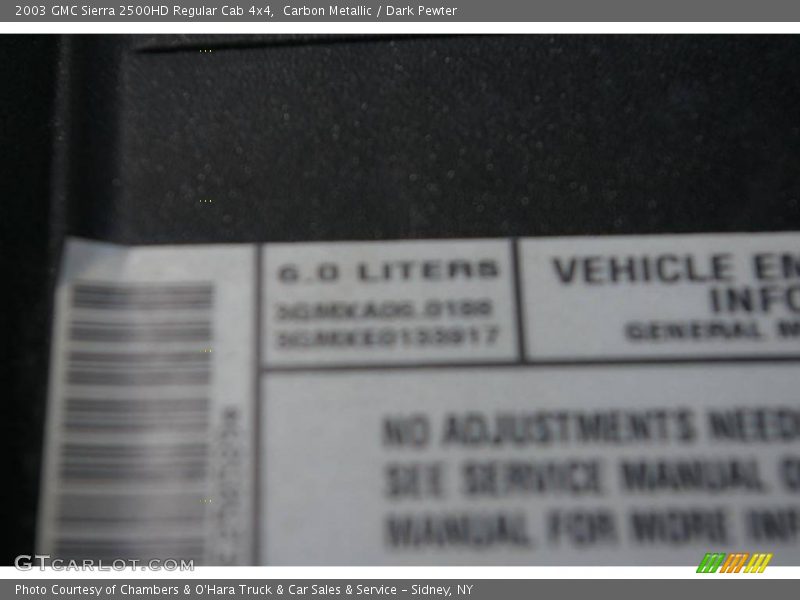 2003 GMC Sierra 2500HD Regular Cab 4x4, Carbon Metallic / Dark Pewter
6.0 LITERS
VEHICLE EN
INFO
GENERAL M
NO ADJUSTMENTS NEED
SEE SERVICE MANUAL
MANUAL FOR MORE INF
GTCARLOT.COM
Photo Courtesy of Chambers & O'Hara Truck & Car Sales & Service – Sidney, NY